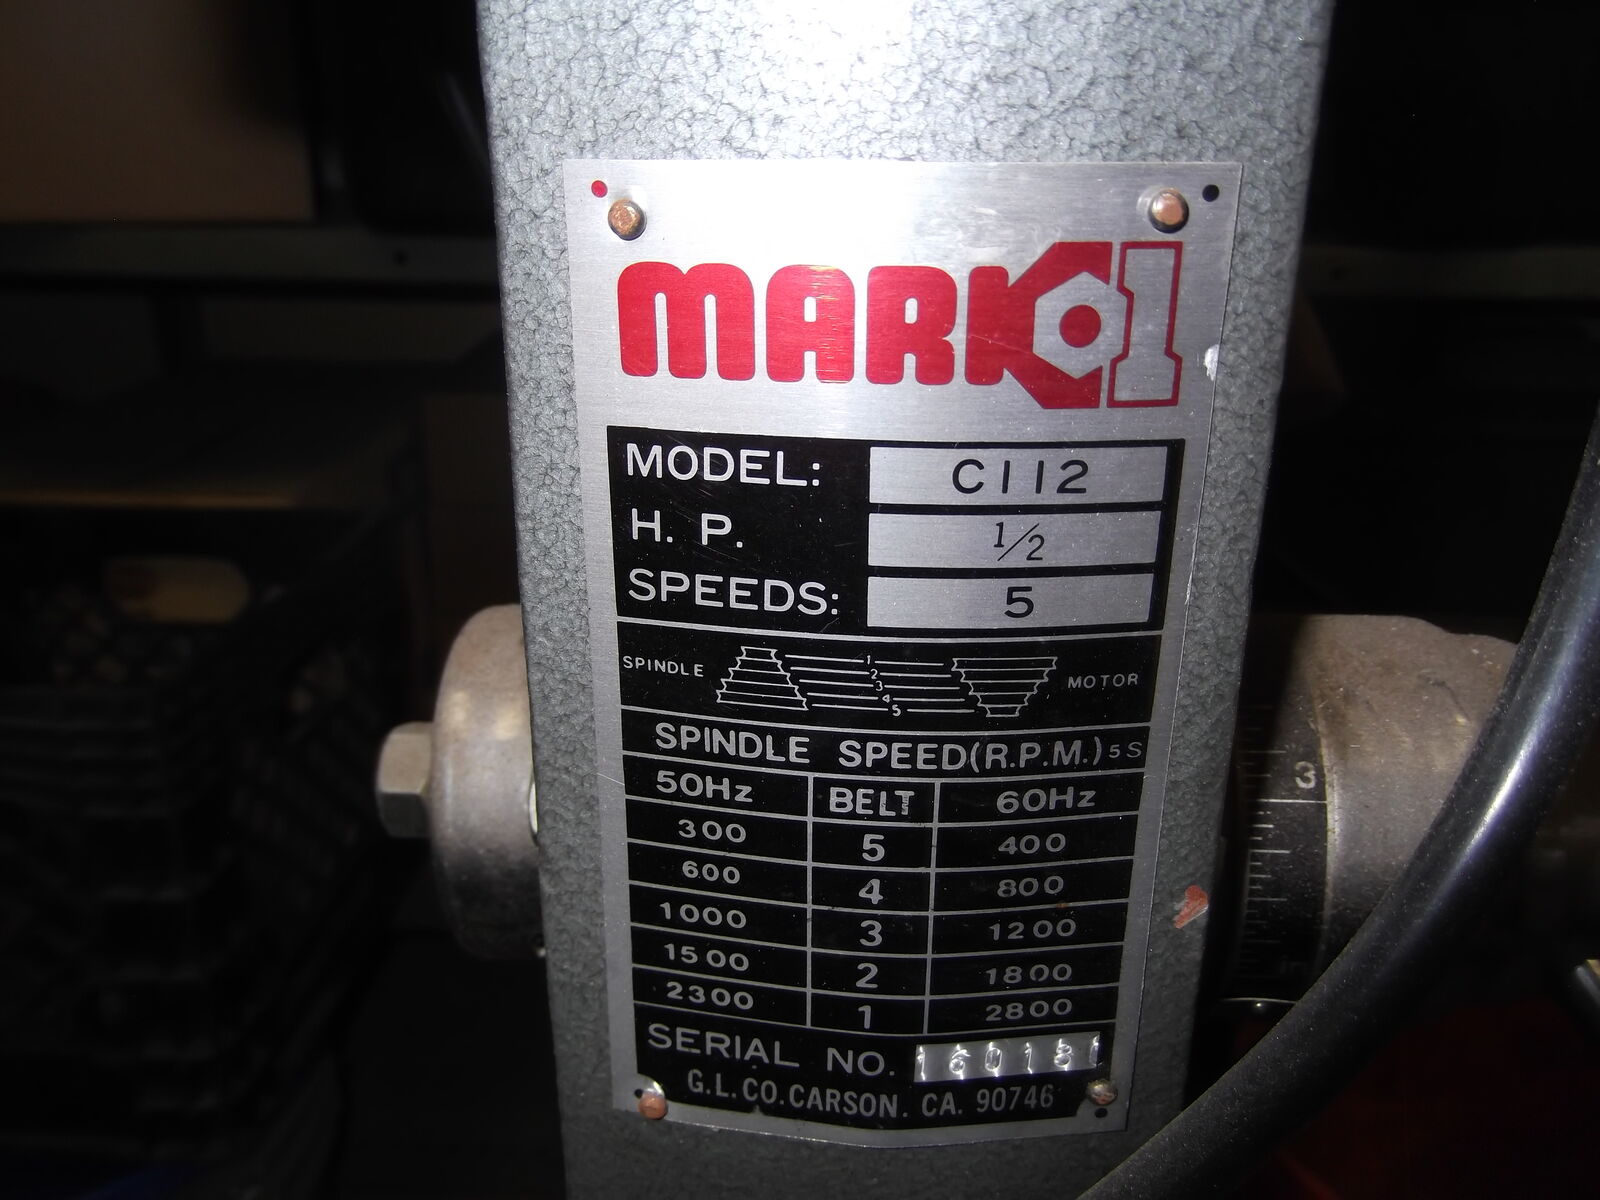 MARK 1
MODEL: C112
H. P. 1/2
SPEEDS: 5
SPINDLE 1 2 3 4 5 MOTOR
SPINDLE SPEED (R.P.M.) 5S
50Hz BELT 60Hz
300 5 400
600 4 800
1000 3 1200
1500 2 1800
2300 1 2800
SERIAL NO. 160181
G.L.CO.CARSON. CA. 90746
3